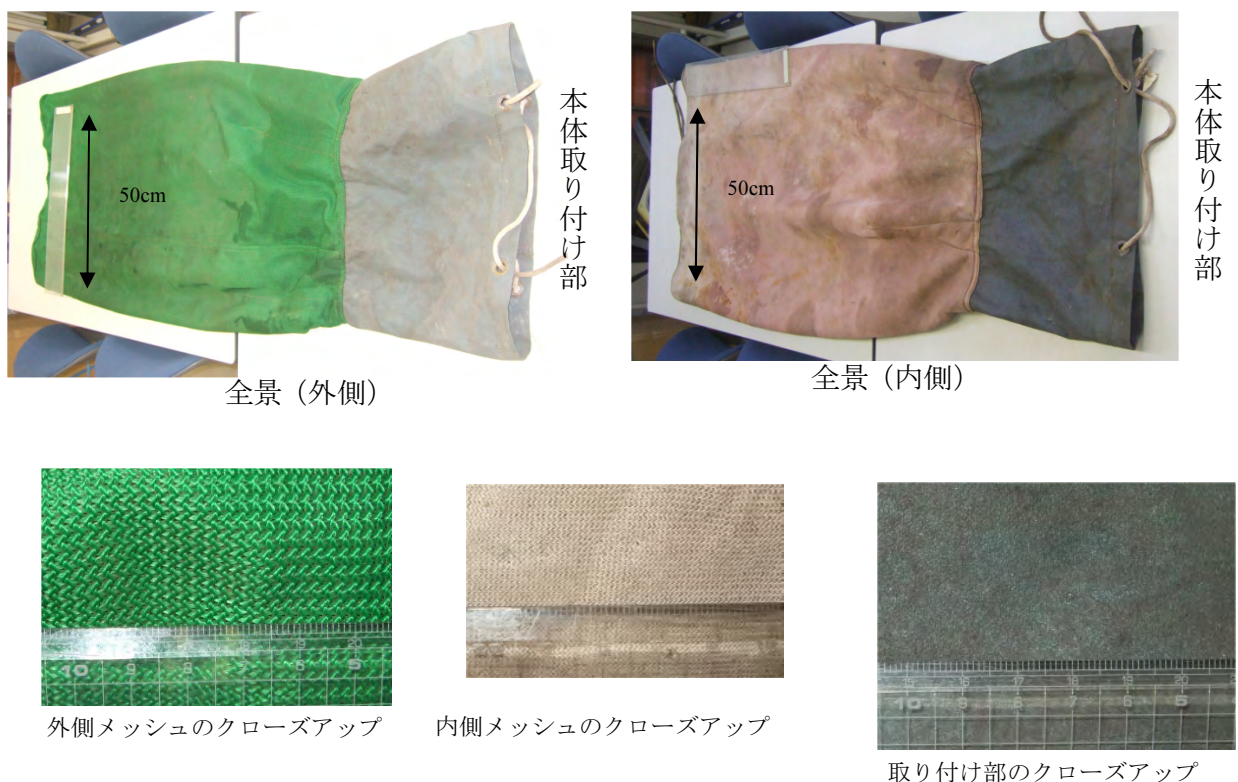 50cm
本体取り付け部
全景（外側）
50cm
本体取り付け部
全景（内側）
外側メッシュのクローズアップ
内側メッシュのクローズアップ
取り付け部のクローズアップ